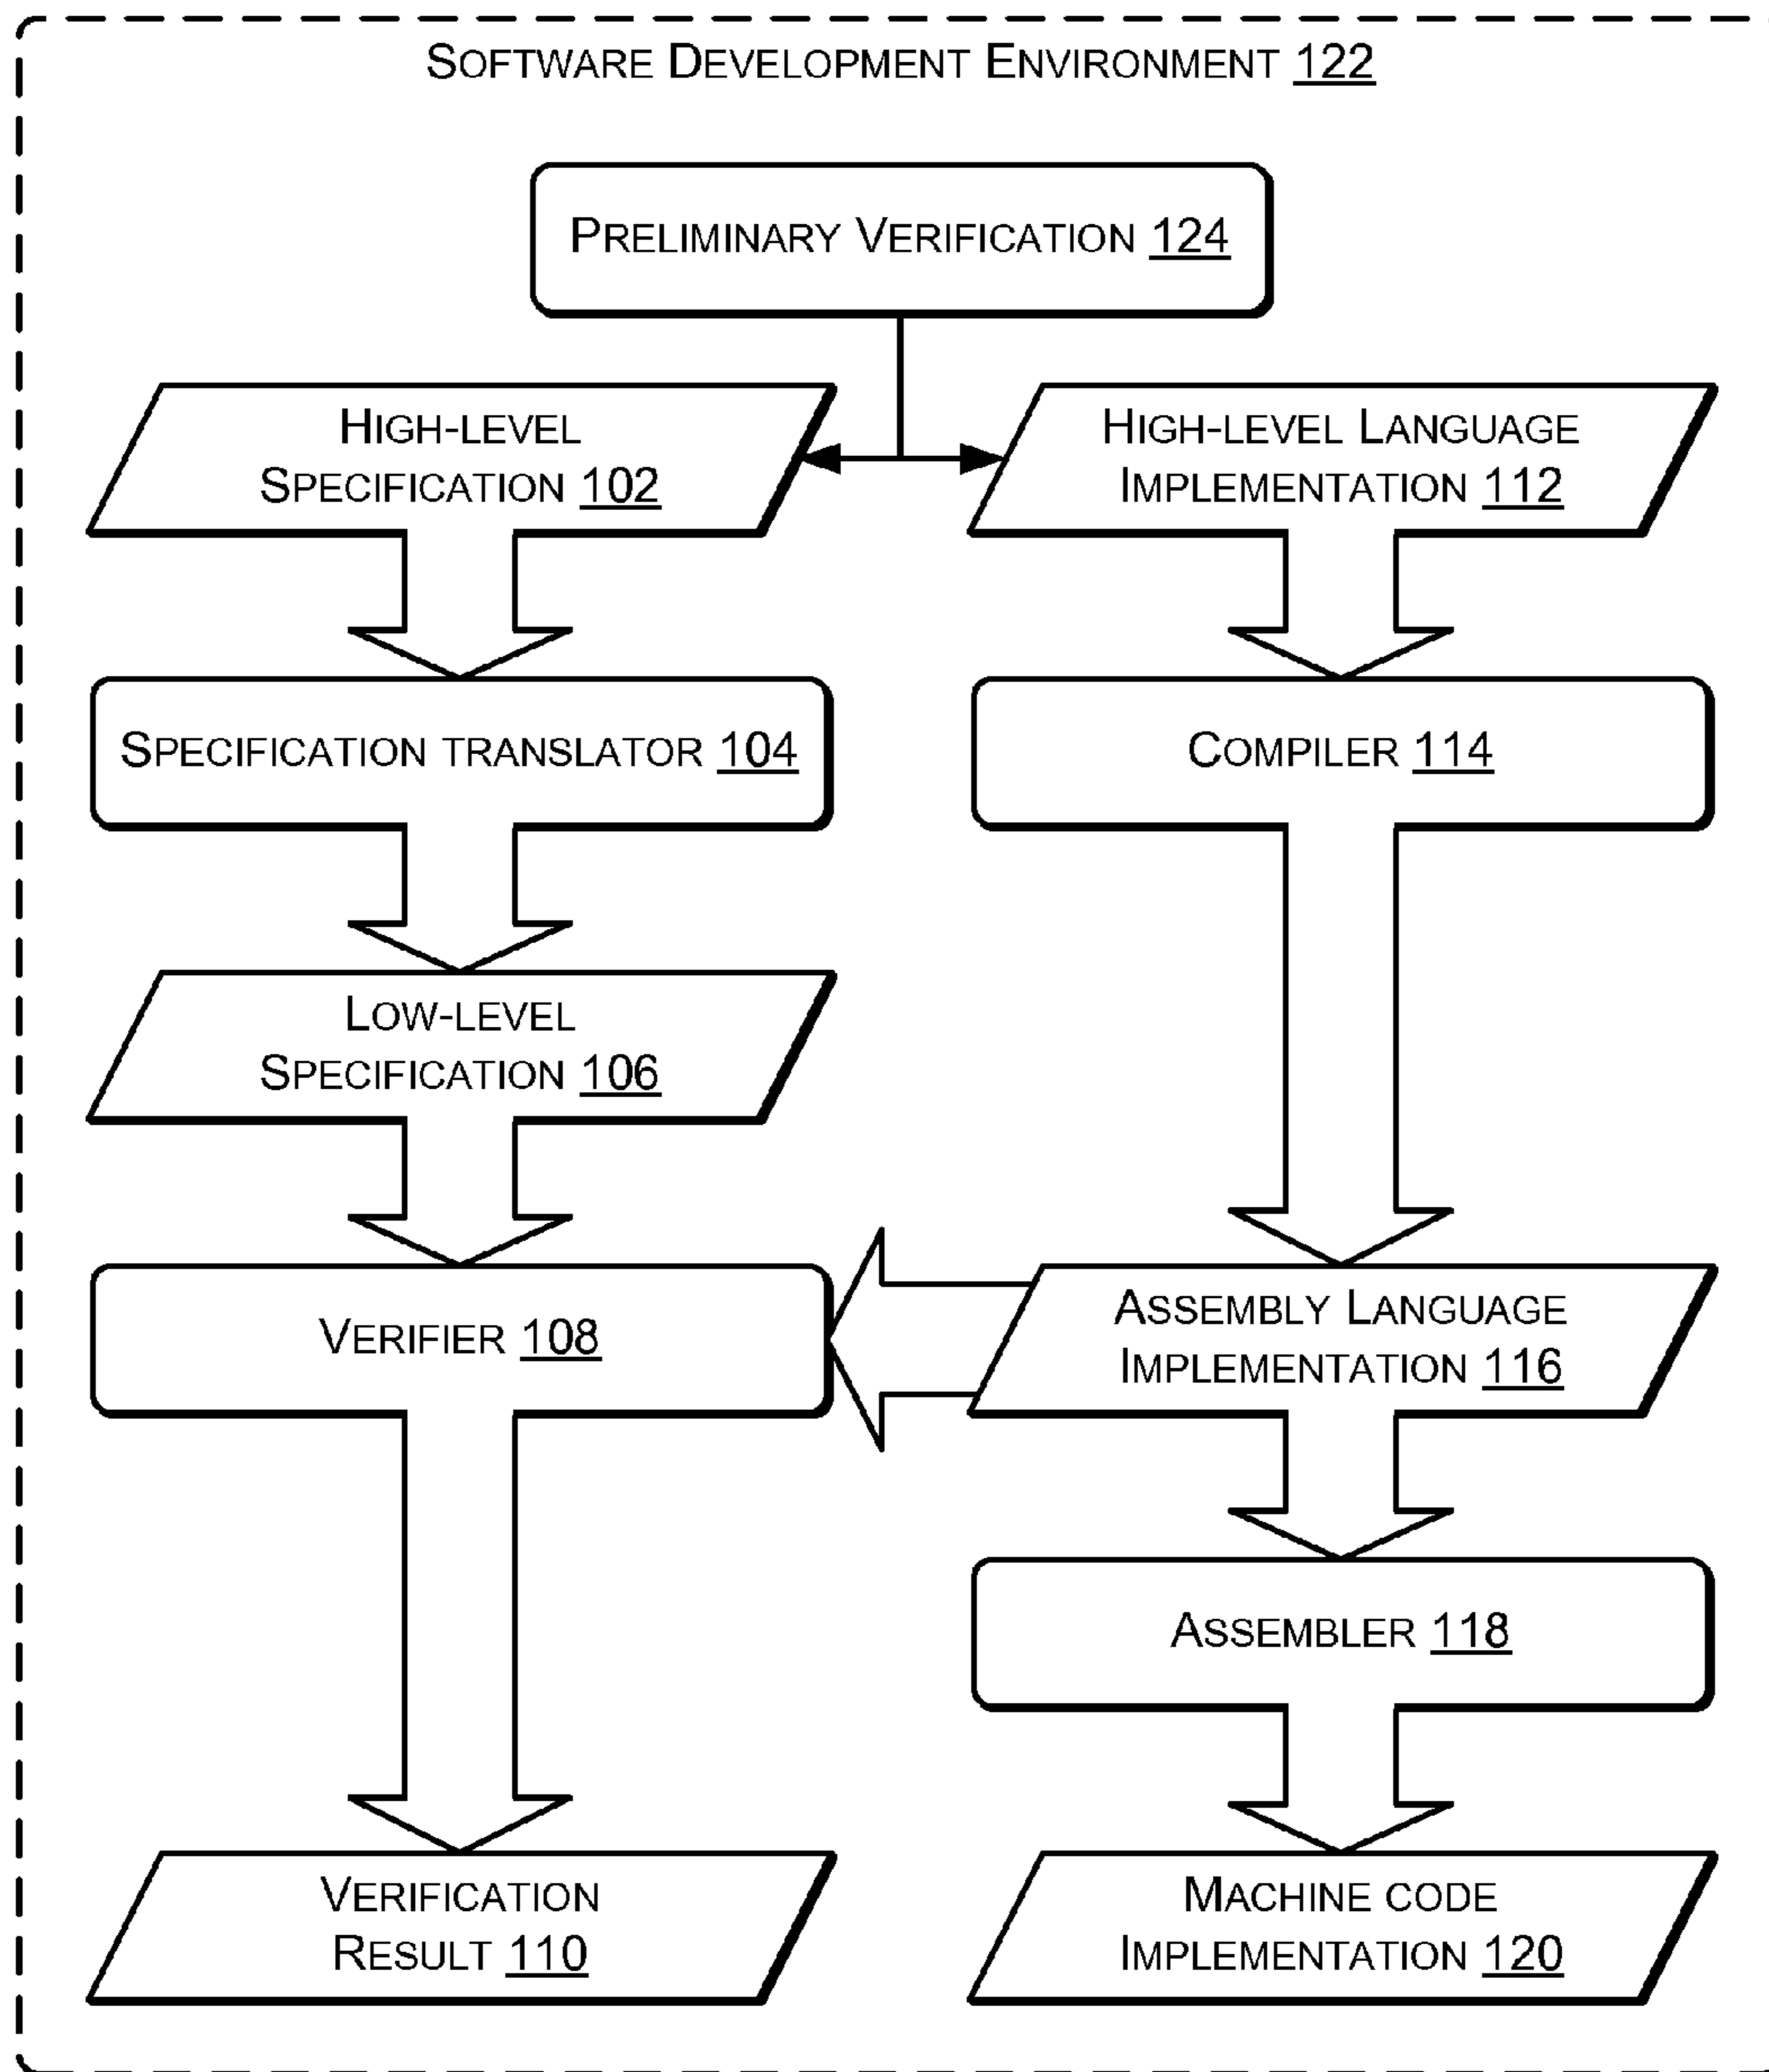 SOFTWARE DEVELOPMENT ENVIRONMENT 122
PRELIMINARY VERIFICATION 124
HIGH-LEVEL
SPECIFICATION 102
HIGH-LEVEL LANGUAGE
IMPLEMENTATION 112
SPECIFICATION TRANSLATOR 104
COMPILER 114
LOW-LEVEL
SPECIFICATION 106
VERIFIER 108
ASSEMBLY LANGUAGE
IMPLEMENTATION 116
ASSEMBLER 118
VERIFICATION
RESULT 110
MACHINE CODE
IMPLEMENTATION 120